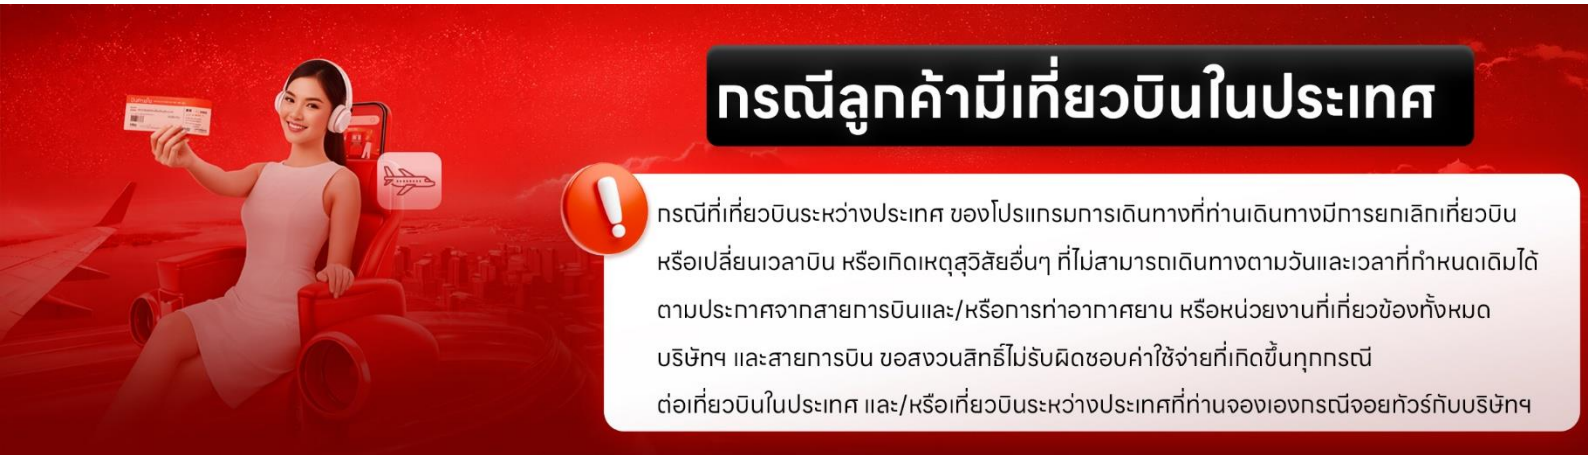 กรณีลูกค้ามีเที่ยวบินในประเทศ
กรณีที่เที่ยวบินระหว่างประเทศ ของโปรแกรมการเดินทางที่ท่านเดินทางมีการยกเลิกเที่ยวบิน
หรือเปลี่ยนเวลาบิน หรือเกิดเหตุสุวิสัยอื่นๆ ที่ไม่สามารถเดินทางตามวันและเวลาที่กำหนดเดิมได้
ตามประกาศจากสายการบินและ/หรือการท่าอากาศยาน หรือหน่วยงานที่เกี่ยวข้องทั้งหมด
บริษัทฯ และสายการบิน ขอสงวนสิทธิ์ไม่รับผิดชอบค่าใช้จ่ายที่เกิดขึ้นทุกกรณี
ต่อเที่ยวบินในประเทศ และ/หรือเที่ยวบินระหว่างประเทศที่ท่านจองเองกรณีจอยทัวร์กับบริษัทฯ